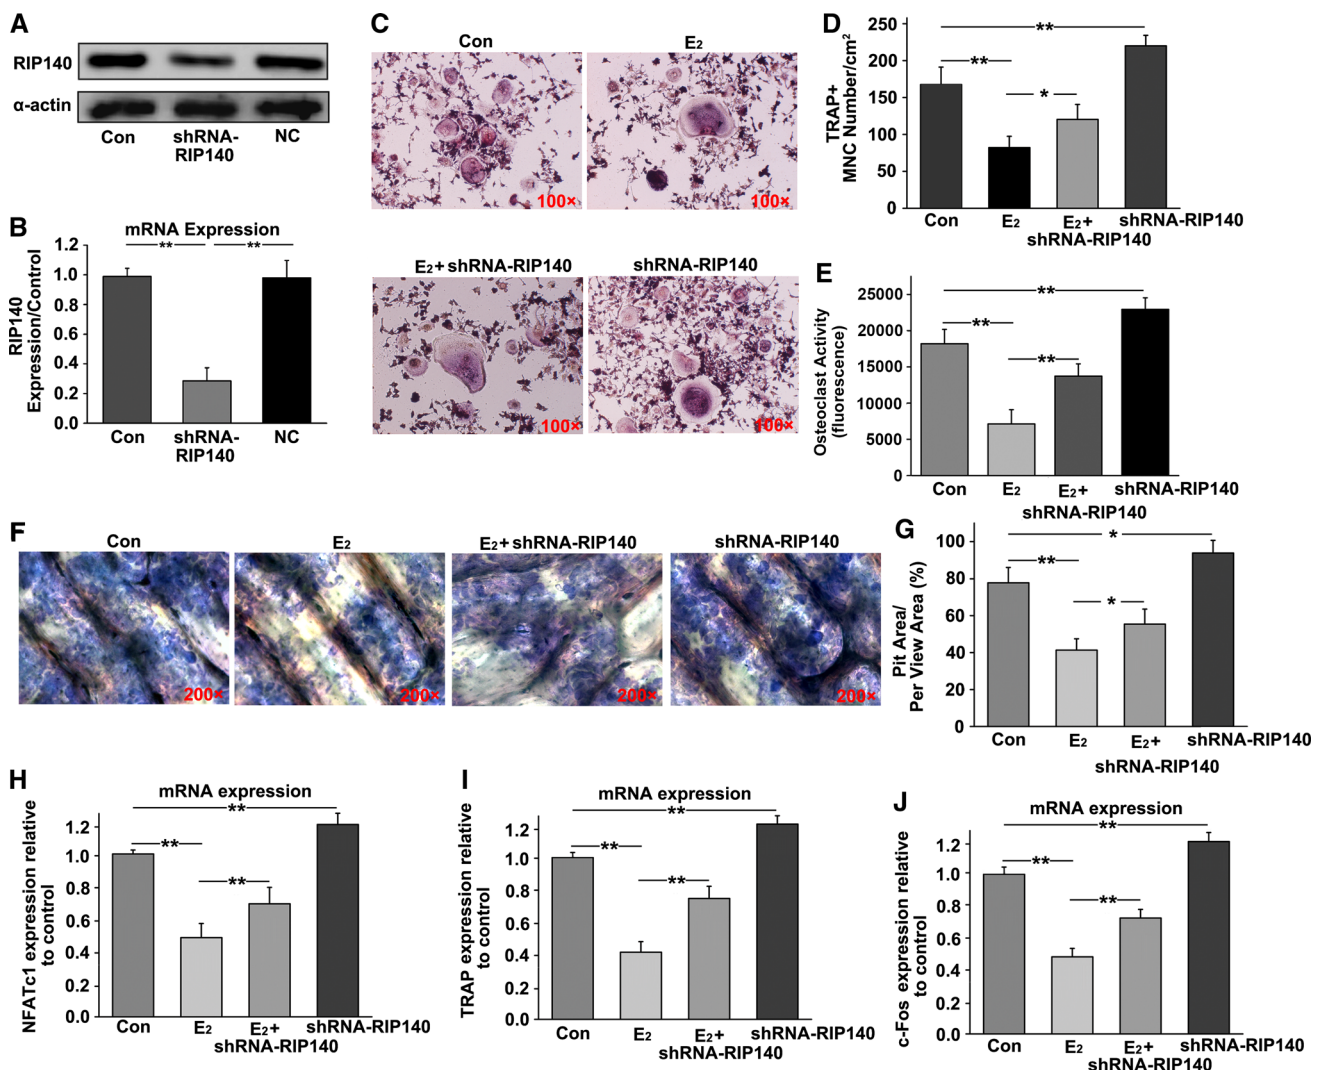 A
RIP140
α-actin
Con
shRNA-
RIP140
NC
B
mRNA Expression
RIP140
Expression/Control
1.2
1.0
0.8
0.6
0.4
0.2
0.0
**
**
Con
shRNA-
RIP140
NC
C
Con
E2
100×
100×
E2+shRNA-RIP140
shRNA-RIP140
100×
100×
D
TRAP+
MNC Number/cm2
250
200
150
100
50
0
**
**
*
Con
E2
E2+
shRNA-RIP140
shRNA-RIP140
E
Osteoclast Activity
(fluorescence)
25000
20000
15000
10000
5000
0
**
**
**
Con
E2
E2+
shRNA-RIP140
shRNA-RIP140
F
Con
E2
E2+shRNA-RIP140
shRNA-RIP140
200×
200×
200×
200×
G
Pit Area/
Per View Area (%)
100
80
60
40
20
0
*
**
*
Con
E2
E2+
shRNA-RIP140
shRNA-RIP140
H
mRNA expression
NFATc1 expression relative
to control
1.2
1.0
0.8
0.6
0.4
0.2
0.0
**
**
**
Con
E2
E2+
shRNA-RIP140
shRNA-RIP140
I
mRNA expression
TRAP expression relative
to control
1.2
1.0
0.8
0.6
0.4
0.2
0.0
**
**
**
Con
E2
E2+
shRNA-RIP140
shRNA-RIP140
J
mRNA expression
c-Fos expression relative
to control
1.2
1.0
0.8
0.6
0.4
0.2
0.0
**
**
**
Con
E2
E2+
shRNA-RIP140
shRNA-RIP140